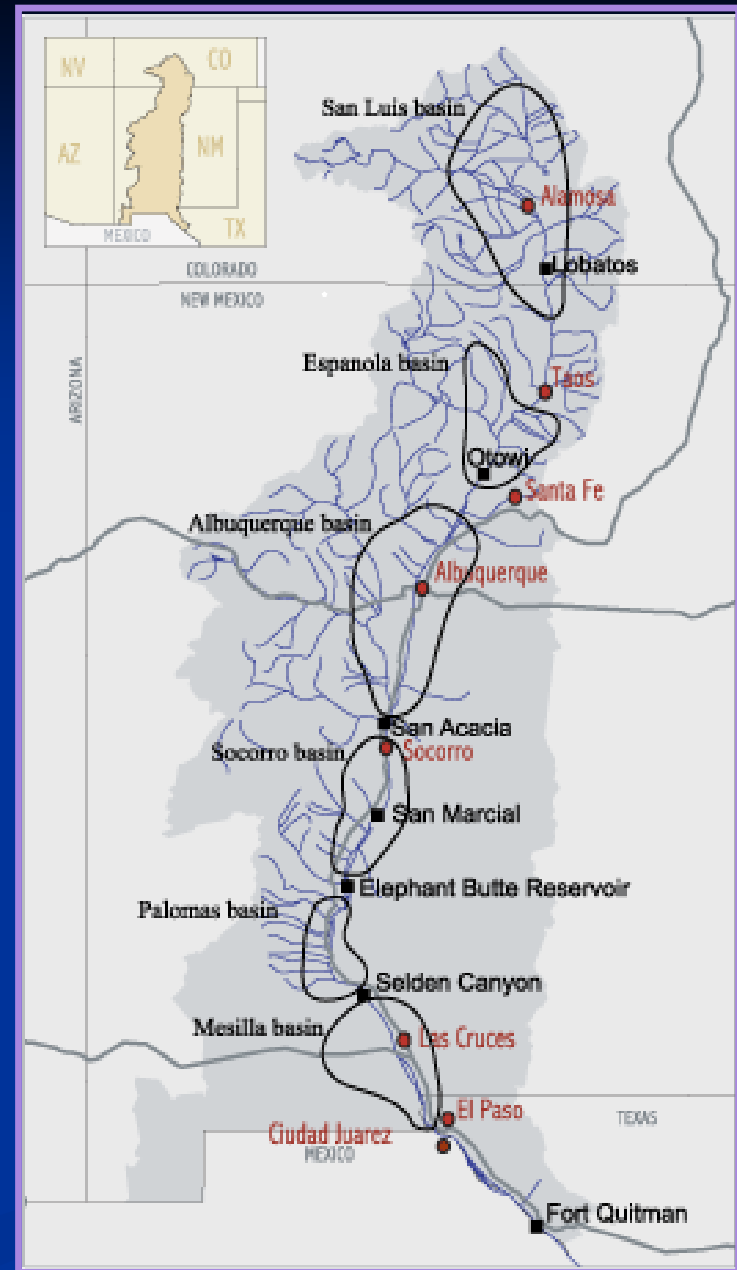 NV
CO
AZ
NM
TX
MEXICO
San Luis basin
Alamosa
Lobatos
COLORADO
NEW MEXICO
ARIZONA
Espanola basin
Taos
Otowi
Santa Fe
Albuquerque basin
Albuquerque
San Acacia
Socorro basin
Socorro
San Marcial
Elephant Butte Reservoir
Palomas basin
Selden Canyon
Mesilla basin
Las Cruces
El Paso
TEXAS
Ciudad Juarez
MEXICO
Fort Quitman